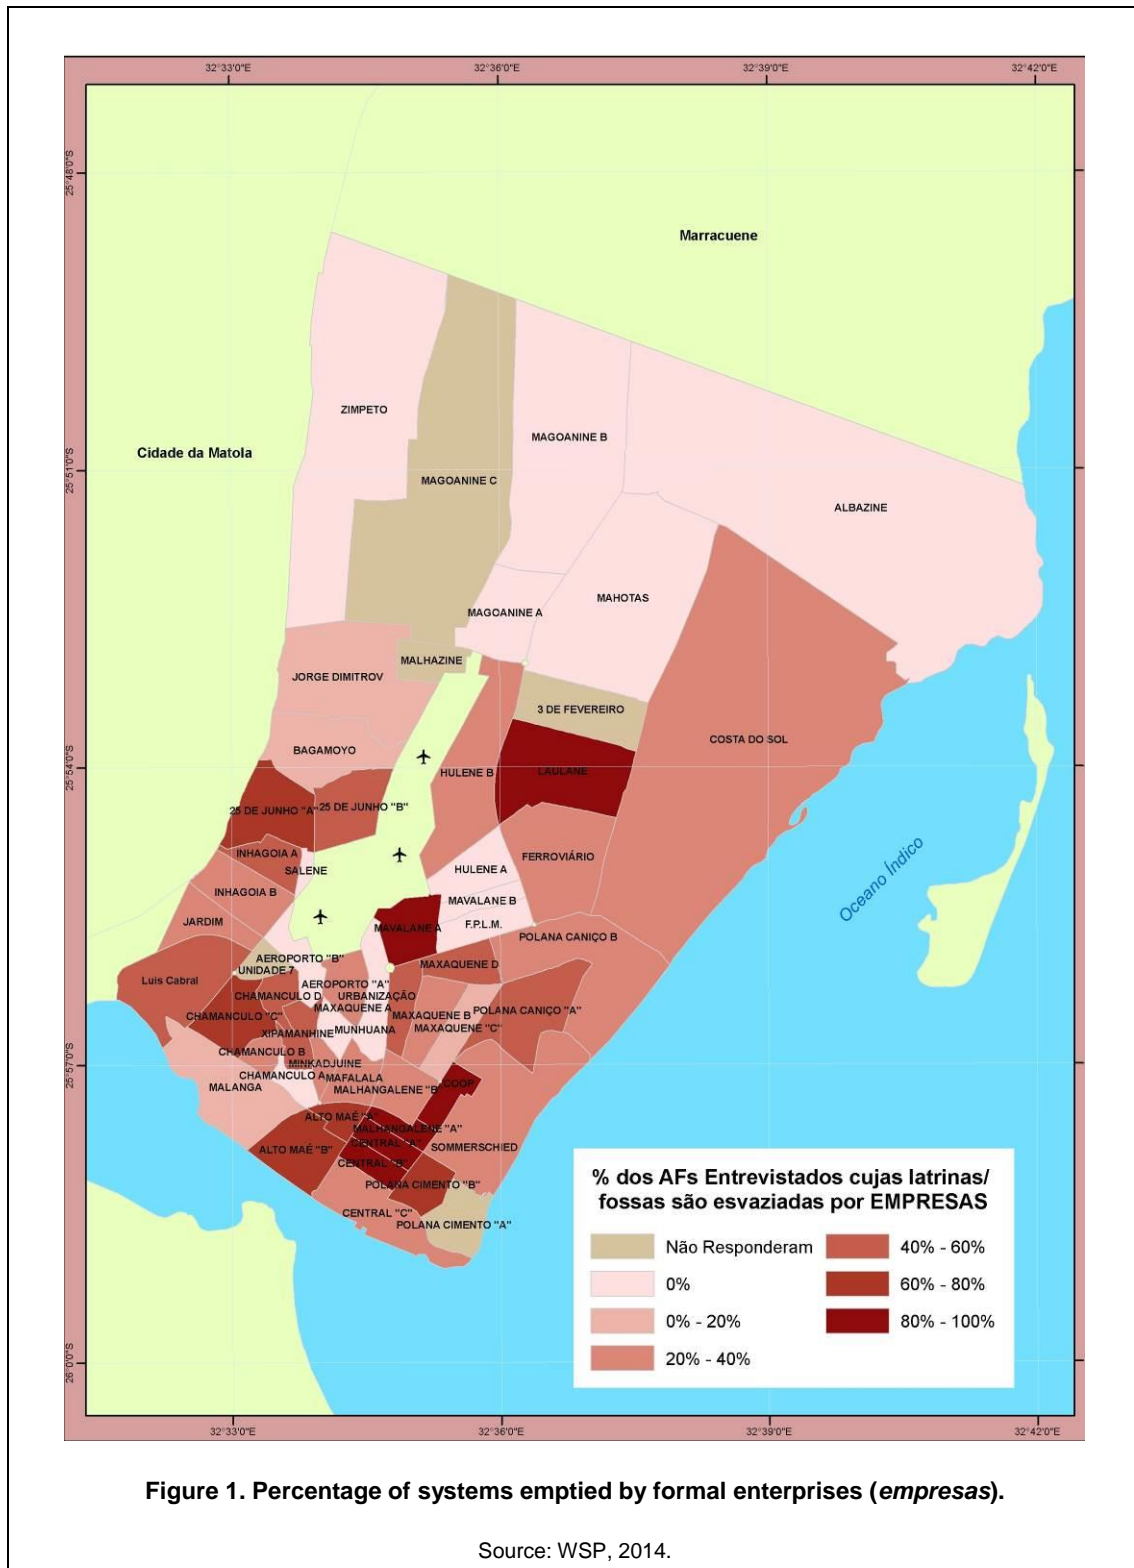 32°33'0"E
32°36'0"E
32°39'0"E
32°42'0"E
25°48'0"S
Marracuene
ZIMPETO
Cidade da Matola
MAGOANINE B
25°51'0"S
MAGOANINE C
ALBAZINE
MAHOTAS
MAGOANINE A
MALHAZINE
JORGE DIMITROV
3 DE FEVEREIRO
COSTA DO SOL
BAGAMOYO
25°54'0"S
HULENE B
LAULANE
25 DE JUNHO "A"
25 DE JUNHO "B"
INHAGOIA A
FERROVIÁRIO
SALENE
HULENE A
Oceano Índico
INHAGOIA B
MAVALANE B
JARDIM
MAVALANE A
F.P.L.M.
POLANA CANIÇO B
AEROPORTO "B"
UNIDADE 7
MAXAQUENE D
Luis Cabral
AEROPORTO "A"
CHAMANCULO D
URBANIZAÇÃO
MAXAQUENE A
POLANA CANIÇO "A"
CHAMANCULO "C"
MAXAQUENE B
MAXAQUENE "C"
XIPAMANHINE
MUNHUANA
CHAMANCULO B
MINKADJUINE
25°57'0"S
CHAMANCULO A
MAFALALA
MALANGA
MALHANGALENE "B"
COOP
ALTO MAÉ "A"
MALHANGALENE "A"
CENTRAL "A"
ALTO MAÉ "B"
SOMMERSCHIED
CENTRAL "B"
POLANA CIMENTO "B"
CENTRAL "C"
POLANA CIMENTO "A"
% dos AFs Entrevistados cujas latrinas/
fossas são esvaziadas por EMPRESAS
Não Responderam
40% - 60%
0%
60% - 80%
0% - 20%
80% - 100%
20% - 40%
26°0'0"S
32°33'0"E
32°36'0"E
32°39'0"E
32°42'0"E
Figure 1. Percentage of systems emptied by formal enterprises (empresas).
Source: WSP, 2014.